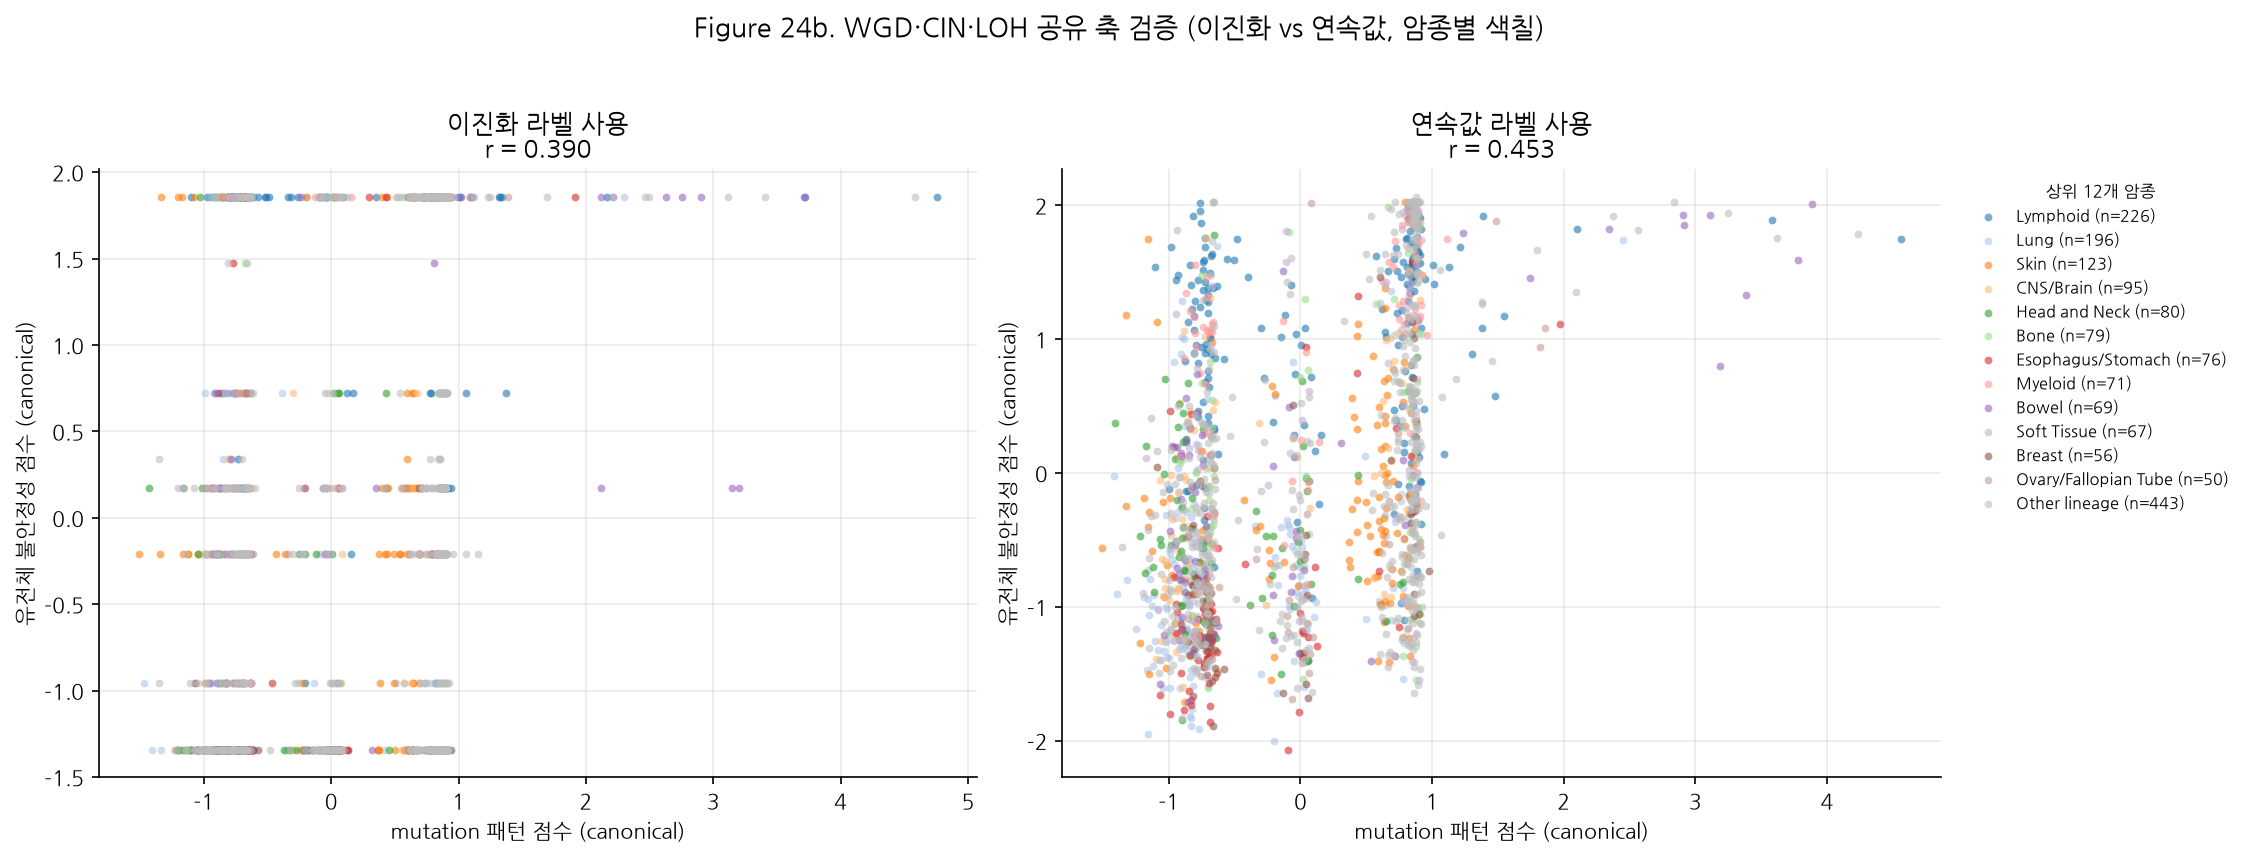 Figure 24b. WGD·CIN·LOH 공유 축 검증 (이진화 vs 연속값, 암종별 색칠)
이진화 라벨 사용
r = 0.390
유전체 불안정성 점수 (canonical)
2.0
1.5
1.0
0.5
0.0
-0.5
-1.0
-1.5
-1
0
1
2
3
4
5
mutation 패턴 점수 (canonical)
연속값 라벨 사용
r = 0.453
유전체 불안정성 점수 (canonical)
2
1
0
-1
-2
-1
0
1
2
3
4
mutation 패턴 점수 (canonical)
상위 12개 암종
Lymphoid (n=226)
Lung (n=196)
Skin (n=123)
CNS/Brain (n=95)
Head and Neck (n=80)
Bone (n=79)
Esophagus/Stomach (n=76)
Myeloid (n=71)
Bowel (n=69)
Soft Tissue (n=67)
Breast (n=56)
Ovary/Fallopian Tube (n=50)
Other lineage (n=443)